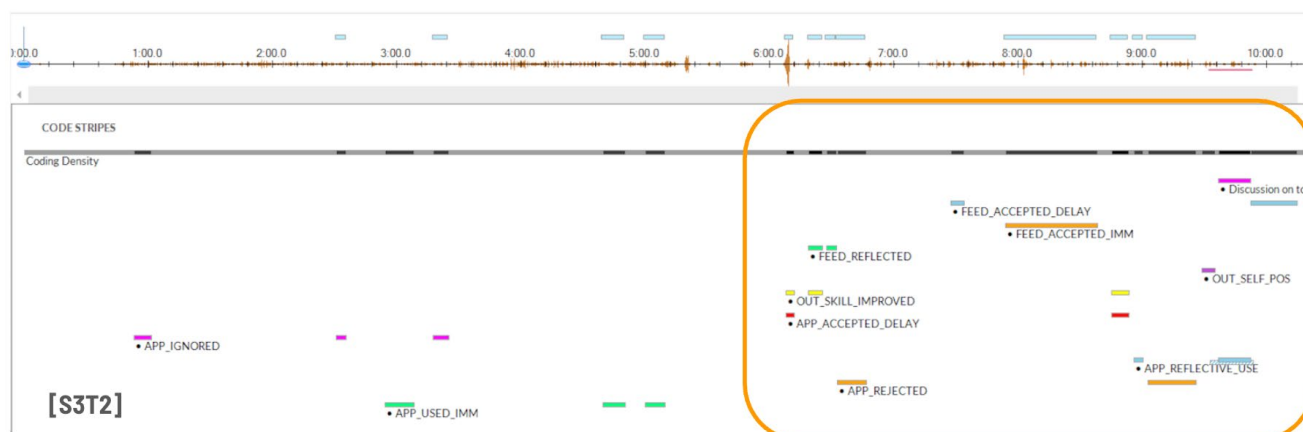 0:00.0 1:00.0 2:00.0 3:00.0 4:00.0 5:00.0 6:00.0 7:00.0 8:00.0 9:00.0 10:00.0
CODE STRIPES
Coding Density
• Discussion on to
• FEED_ACCEPTED_DELAY
• FEED_ACCEPTED_IMM
• FEED_REFLECTED
• OUT_SELF_POS
• OUT_SKILL_IMPROVED
• APP_ACCEPTED_DELAY
• APP_IGNORED
• APP_REFLECTIVE_USE
• APP_REJECTED
[S3T2]
• APP_USED_IMM